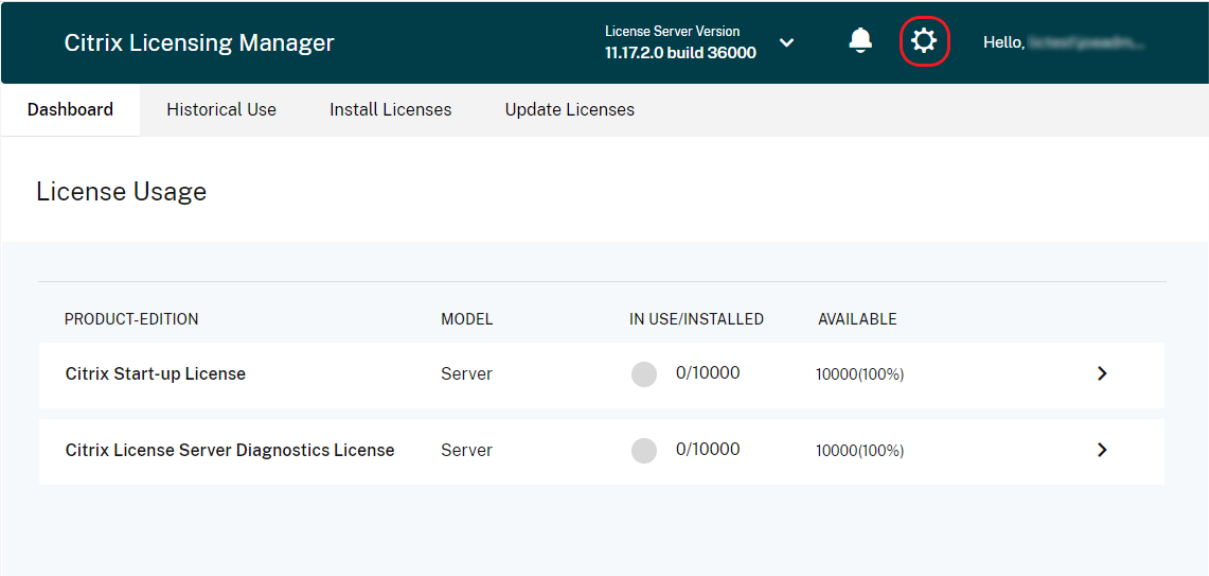 Citrix Licensing Manager
License Server Version
11.17.2.0 build 36000
Hello,
Dashboard Historical Use Install Licenses Update Licenses
License Usage
PRODUCT-EDITION MODEL IN USE/INSTALLED AVAILABLE
Citrix Start-up License Server 0/10000 10000(100%)
Citrix License Server Diagnostics License Server 0/10000 10000(100%)